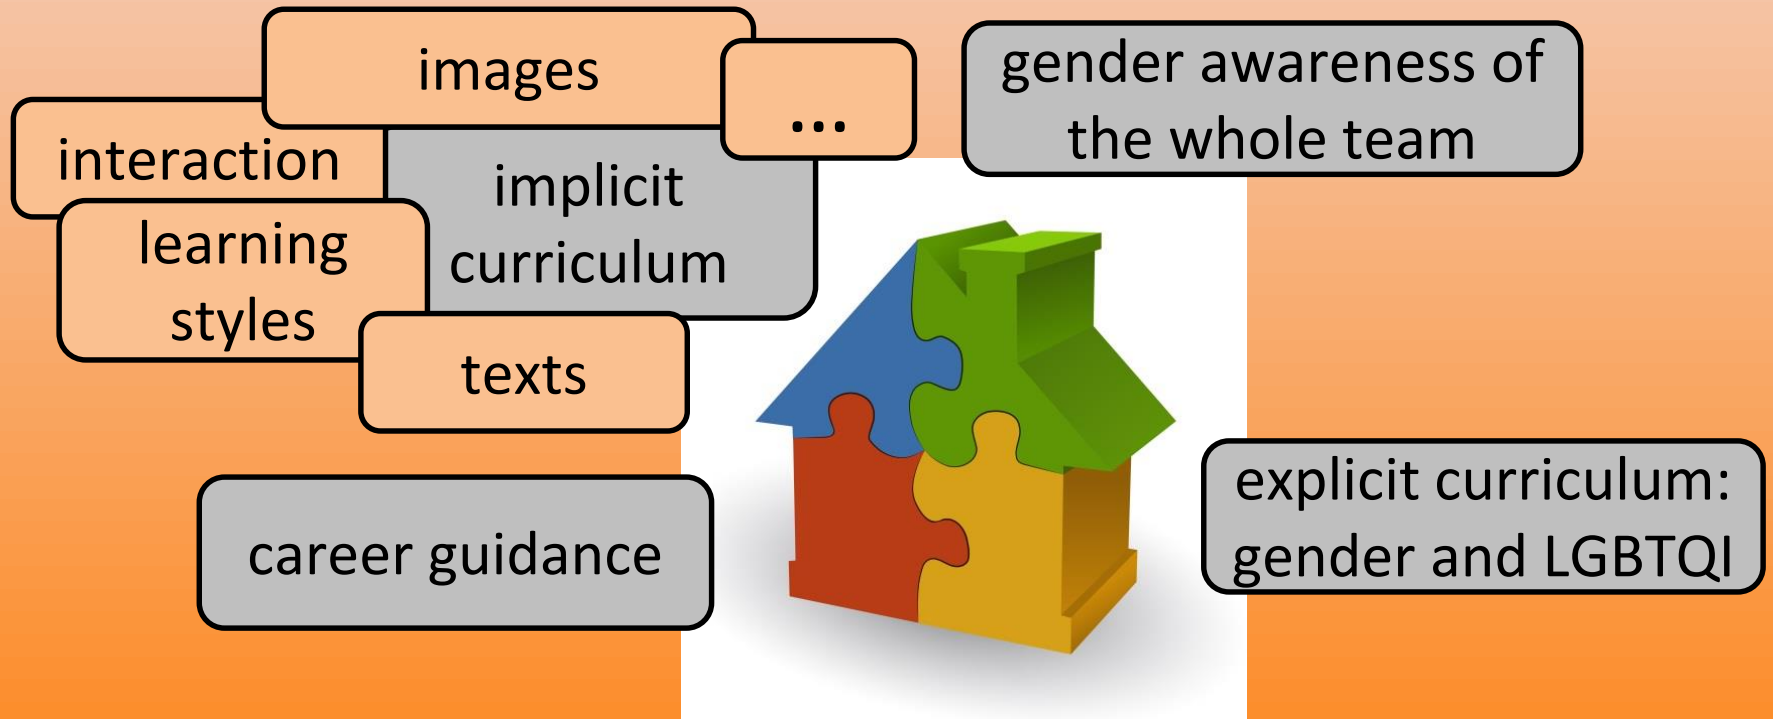 images
...
interaction
implicit
curriculum
learning
styles
texts
gender awareness of
the whole team
career guidance
explicit curriculum:
gender and LGBTQI